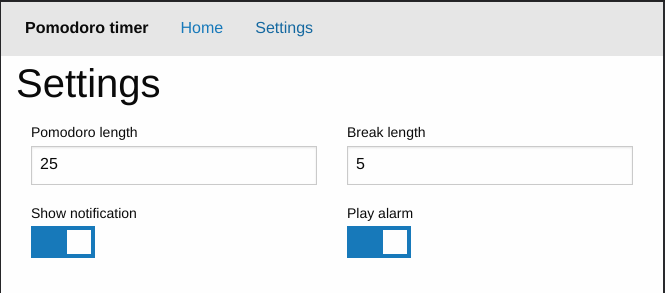 Pomodoro timer Home Settings
Settings
Pomodoro length Break length
25 5
Show notification Play alarm